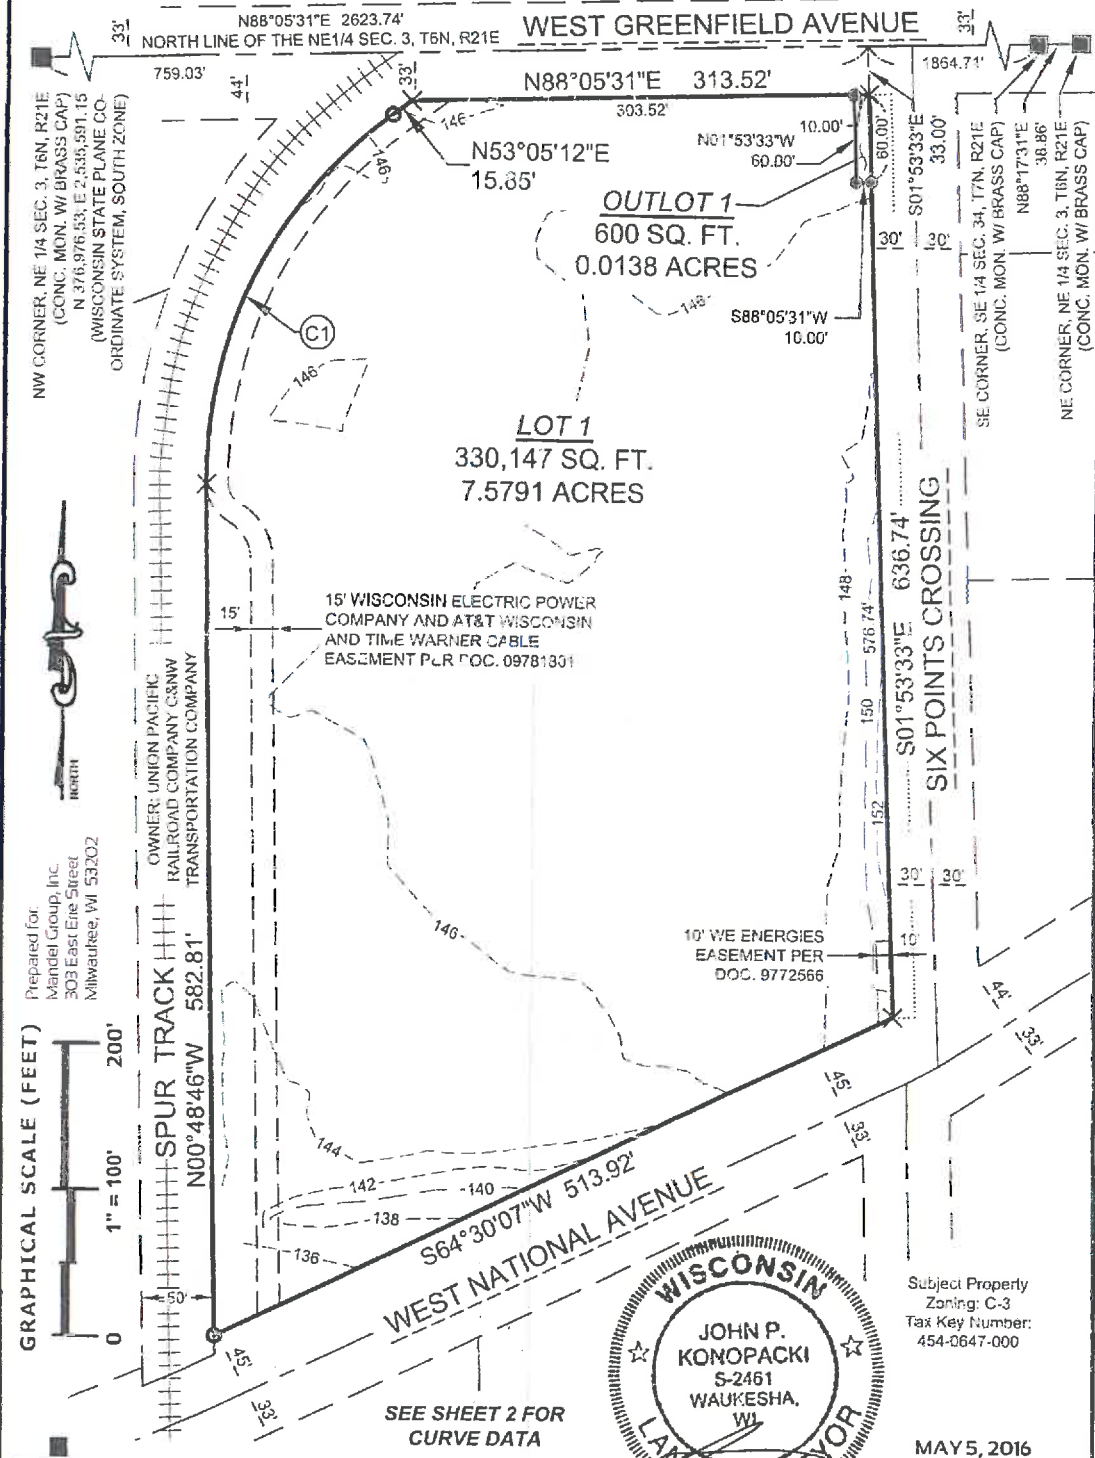 N88°05'31"E 2623.74'
NORTH LINE OF THE NE1/4 SEC. 3, T6N, R21E
WEST GREENFIELD AVENUE
33'
33'
759.03'
44'
33'
1864.71'
N88°05'31"E 313.52'
303.52'
N53°05'12"E
15.85'
10.00'
N01°53'33"W
60.00'
60.00'
S01°53'33"E
33.00'
OUTLOT 1
600 SQ. FT.
0.0138 ACRES
S88°05'31"W
10.00'
30'
30'
NW CORNER, NE 1/4 SEC. 3, T6N, R21E
(CONC. MON. W/ BRASS CAP)
N 376,976.53; E 2,535,591.15
(WISCONSIN STATE PLANE CO-
ORDINATE SYSTEM, SOUTH ZONE)
SE CORNER, SE 1/4 SEC. 34, T7N, R21E
(CONC. MON. W/ BRASS CAP)
N88°17'31"E
38.86'
NE CORNER, NE 1/4 SEC. 3, T6N, R21E
(CONC. MON. W/ BRASS CAP)
146
146
148
C1
146
LOT 1
330,147 SQ. FT.
7.5791 ACRES
15'
15' WISCONSIN ELECTRIC POWER
COMPANY AND AT&T WISCONSIN
AND TIME WARNER CABLE
EASEMENT PER DOC. 09781801
148
150
152
576.74'
S01°53'33"E 636.74'
SIX POINTS CROSSING
NORTH
OWNER: UNION PACIFIC
RAILROAD COMPANY C&NW
TRANSPORTATION COMPANY
Prepared for:
Mandel Group, Inc.
303 East Erie Street
Milwaukee, WI 53202
30'
30'
146
10' WE ENERGIES
EASEMENT PER
DOC. 9772566
10'
44'
33'
GRAPHICAL SCALE (FEET)
0
1" = 100'
200'
SPUR TRACK
N00°48'46"W 582.81'
144
142
140
138
136
S64°30'07"W 513.92'
WEST NATIONAL AVENUE
45'
33'
50'
45'
33'
SEE SHEET 2 FOR
CURVE DATA
WISCONSIN
JOHN P.
KONOPACKI
S-2461
WAUKESHA,
WI
Subject Property
Zoning: C-3
Tax Key Number:
454-0647-000
MAY 5, 2016